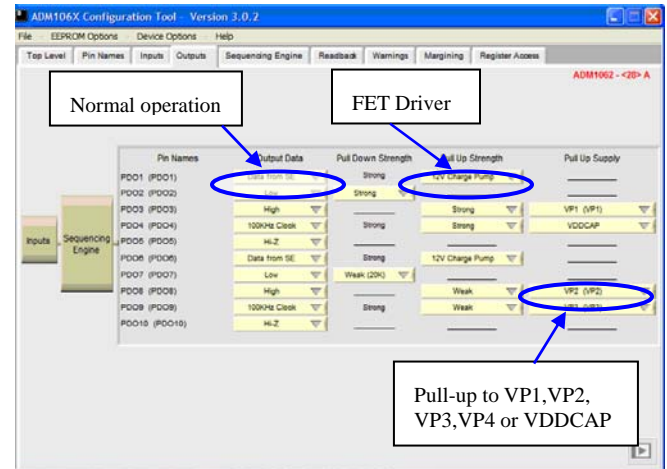 ADM106X Configuration Tool - Version 3.0.2
File EEPROM Options Device Options Help
Top Level Pin Names Inputs Outputs Sequencing Engine Readback Warnings Margining Register Access
ADM1062 - <28> A
Normal operation FET Driver
Pin Names Output Data Pull Down Strength Pull Up Strength Pull Up Supply
PDO1 (PDO1) Data from SE Strong 12V Charge Pump
PDO2 (PDO2) Low Strong
PDO3 (PDO3) High Strong VP1 (VP1)
PDO4 (PDO4) 100KHz Clock Strong Strong VDDCAP
PDO5 (PDO5) Hi-Z
PDO6 (PDO6) Data from SE Strong 12V Charge Pump
PDO7 (PDO7) Low Weak (20K)
PDO8 (PDO8) High Weak VP2 (VP2)
PDO9 (PDO9) 100KHz Clock Strong Weak
PDO10 (PDO10) Hi-Z
Inputs
Sequencing
Engine
Pull-up to VP1,VP2,
VP3,VP4 or VDDCAP